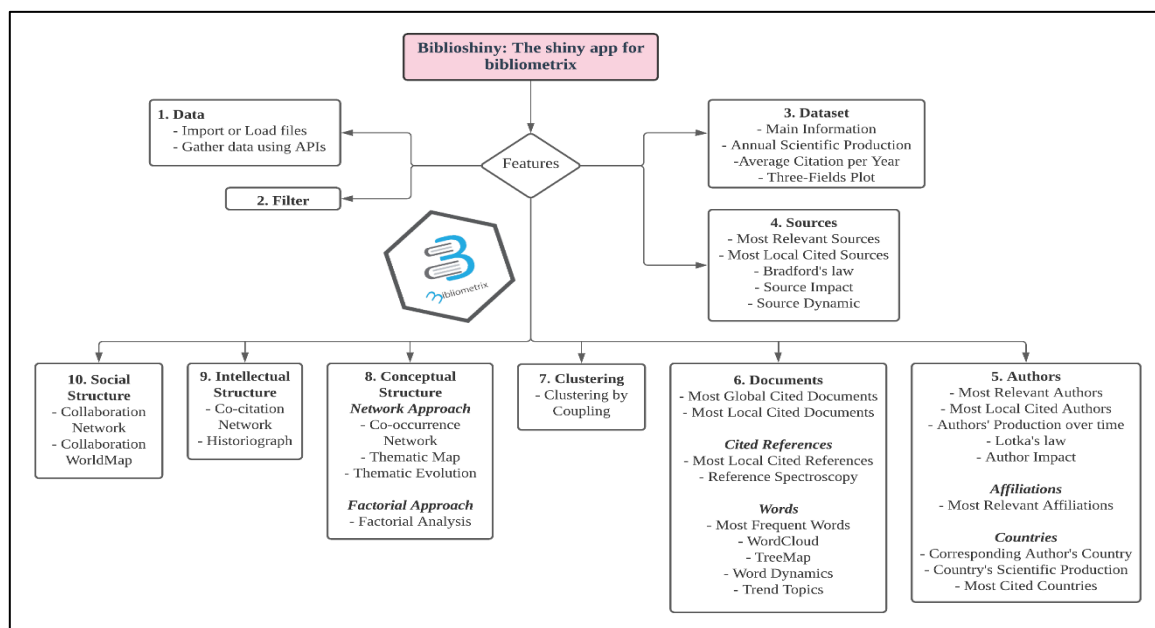 Biblioshiny: The shiny app for
bibliometrix
Features
1. Data
- Import or Load files
- Gather data using APIs
2. Filter
3. Dataset
- Main Information
- Annual Scientific Production
-Average Citation per Year
- Three-Fields Plot
4. Sources
- Most Relevant Sources
- Most Local Cited Sources
- Bradford's law
- Source Impact
- Source Dynamic
Bibliometrix
10. Social
Structure
- Collaboration
Network
- Collaboration
WorldMap
9. Intellectual
Structure
- Co-citation
Network
- Historiograph
8. Conceptual
Structure
Network Approach
- Co-occurrence
Network
- Thematic Map
- Thematic Evolution
Factorial Approach
- Factorial Analysis
7. Clustering
- Clustering by
Coupling
6. Documents
- Most Global Cited Documents
- Most Local Cited Documents
Cited References
- Most Local Cited References
- Reference Spectroscopy
Words
- Most Frequent Words
- WordCloud
- TreeMap
- Word Dynamics
- Trend Topics
5. Authors
- Most Relevant Authors
- Most Local Cited Authors
- Authors' Production over time
- Lotka's law
- Author Impact
Affiliations
- Most Relevant Affiliations
Countries
- Corresponding Author's Country
- Country's Scientific Production
- Most Cited Countries